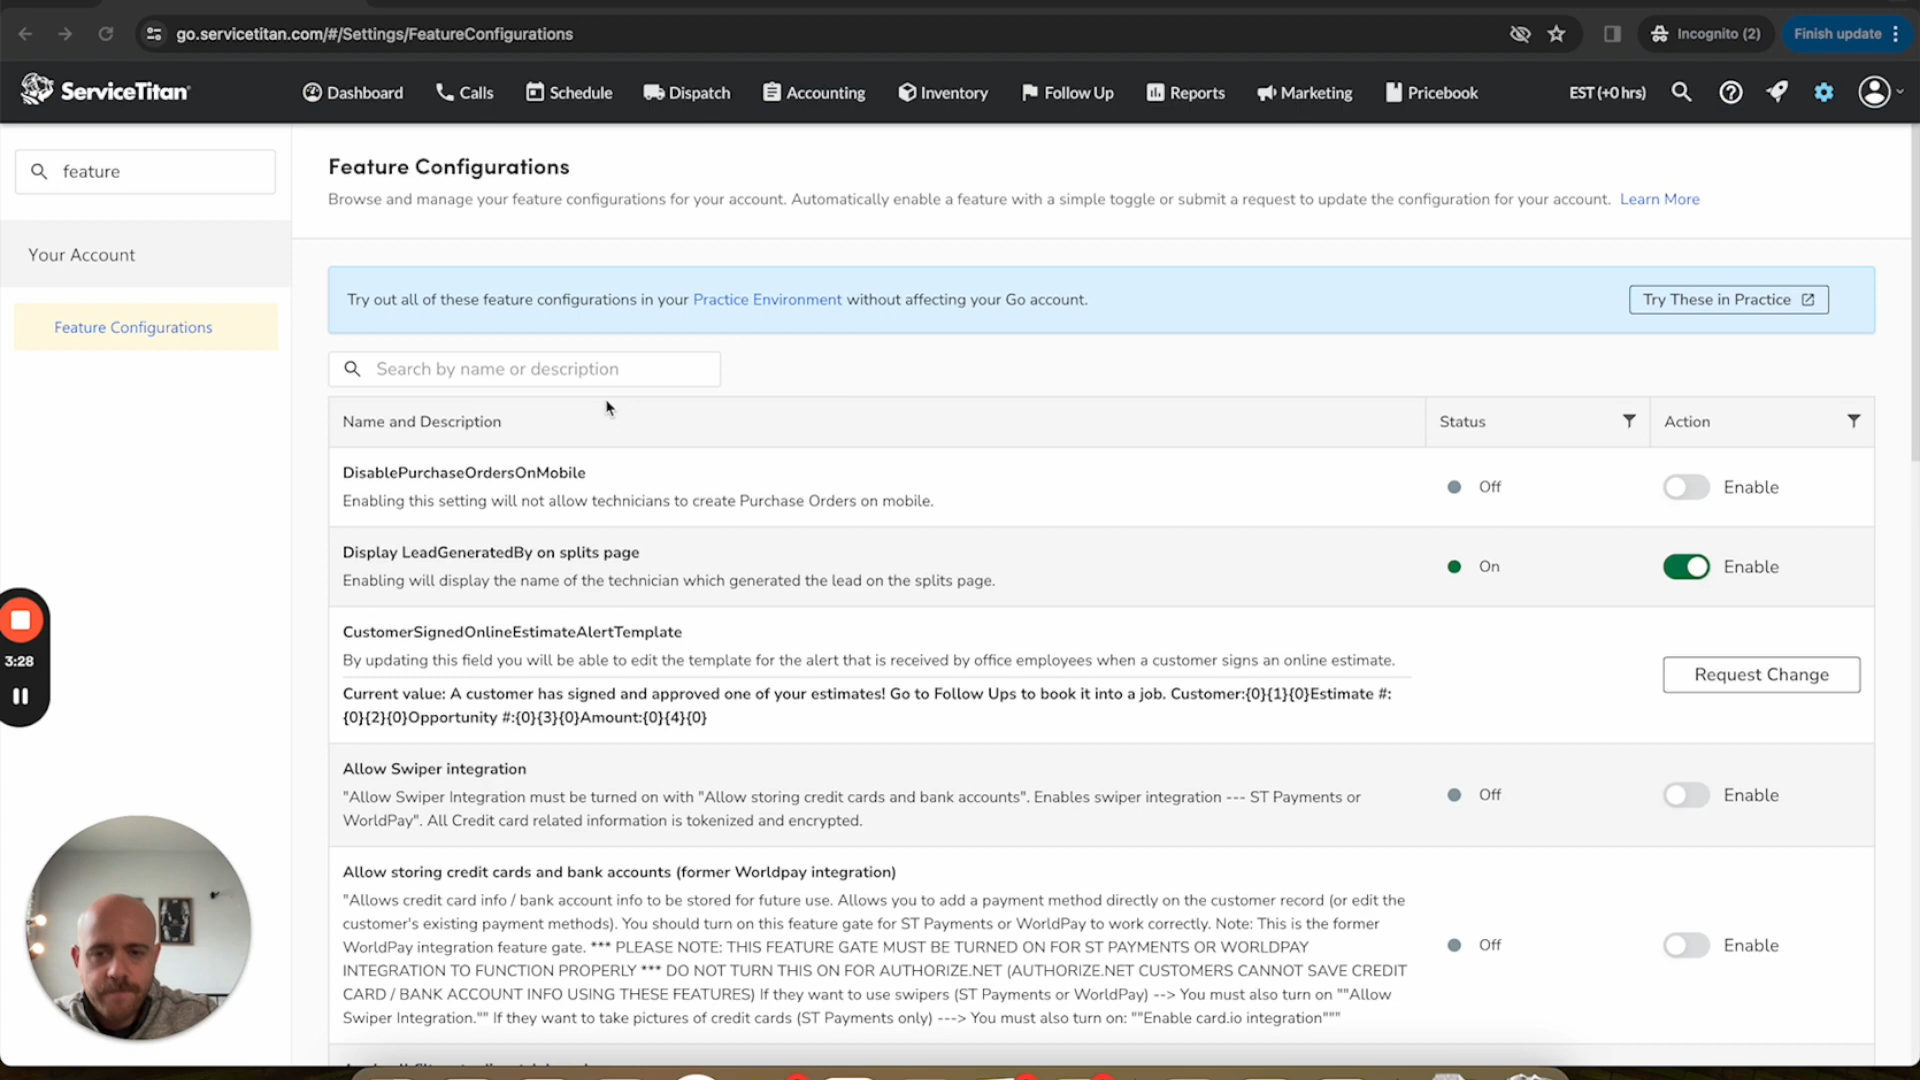 go.servicetitan.com/#/Settings/FeatureConfigurations
Incognito (2)
Finish update
ServiceTitan
Dashboard
Calls
Schedule
Dispatch
Accounting
Inventory
Follow Up
Reports
Marketing
Pricebook
EST (+0 hrs)
feature
Your Account
Feature Configurations
Feature Configurations
Browse and manage your feature configurations for your account. Automatically enable a feature with a simple toggle or submit a request to update the configuration for your account. Learn More
Try out all of these feature configurations in your Practice Environment without affecting your Go account.
Try These in Practice
Search by name or description
Name and Description
Status
Action
DisablePurchaseOrdersOnMobile
Enabling this setting will not allow technicians to create Purchase Orders on mobile.
Off
Enable
Display LeadGeneratedBy on splits page
Enabling will display the name of the technician which generated the lead on the splits page.
On
Enable
CustomerSignedOnlineEstimateAlertTemplate
By updating this field you will be able to edit the template for the alert that is received by office employees when a customer signs an online estimate.
Current value: A customer has signed and approved one of your estimates! Go to Follow Ups to book it into a job. Customer:{0}{1}{0}Estimate #:
{0}{2}{0}Opportunity #:{0}{3}{0}Amount:{0}{4}{0}
Request Change
Allow Swiper integration
"Allow Swiper Integration must be turned on with "Allow storing credit cards and bank accounts". Enables swiper integration --- ST Payments or
WorldPay". All Credit card related information is tokenized and encrypted.
Off
Enable
Allow storing credit cards and bank accounts (former Worldpay integration)
"Allows credit card info / bank account info to be stored for future use. Allows you to add a payment method directly on the customer record (or edit the
customer's existing payment methods). You should turn on this feature gate for ST Payments or WorldPay to work correctly. Note: This is the former
WorldPay integration feature gate. *** PLEASE NOTE: THIS FEATURE GATE MUST BE TURNED ON FOR ST PAYMENTS OR WORLDPAY
INTEGRATION TO FUNCTION PROPERLY *** DO NOT TURN THIS ON FOR AUTHORIZE.NET (AUTHORIZE.NET CUSTOMERS CANNOT SAVE CREDIT
CARD / BANK ACCOUNT INFO USING THESE FEATURES) If they want to use swipers (ST Payments or WorldPay) --> You must also turn on ""Allow
Swiper Integration."" If they want to take pictures of credit cards (ST Payments only) ---> You must also turn on: ""Enable card.io integration"""
Off
Enable
3:28